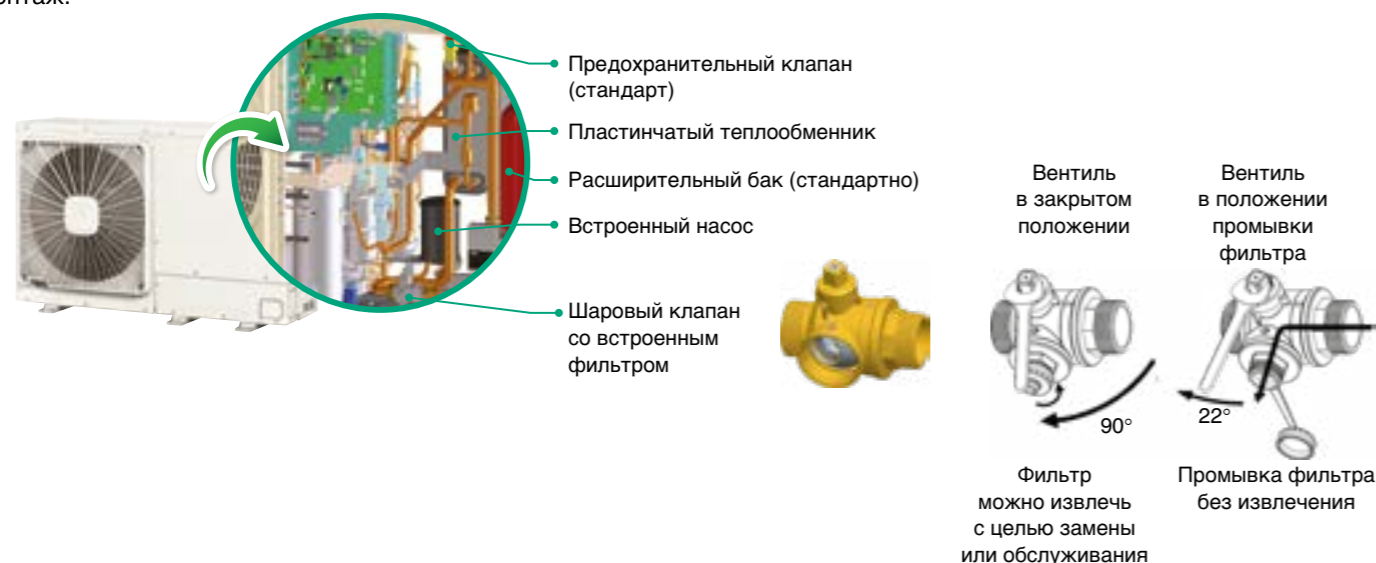 Предохранительный клапан
(стандарт)
Пластинчатый теплообменник
Расширительный бак (стандартно)
Встроенный насос
Шаровый клапан
со встроенным
фильтром
Вентиль
в закрытом
положении
90°
Фильтр
можно извлечь
с целью замены
или обслуживания
Вентиль
в положении
промывки
фильтра
22°
Промывка фильтра
без извлечения